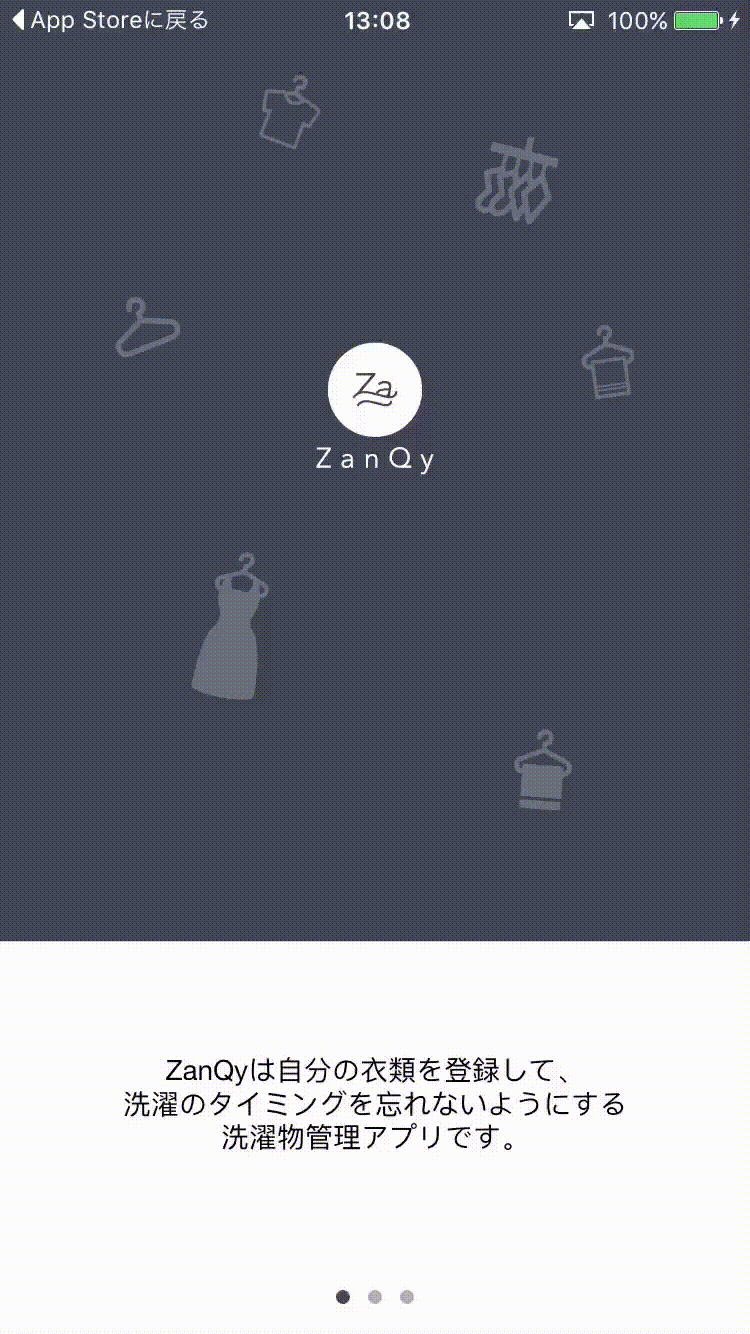 App Storeに戻る 13:08 100%
Za
ZanQy
ZanQyは自分の衣類を登録して、
洗濯のタイミングを忘れないようにする
洗濯物管理アプリです。